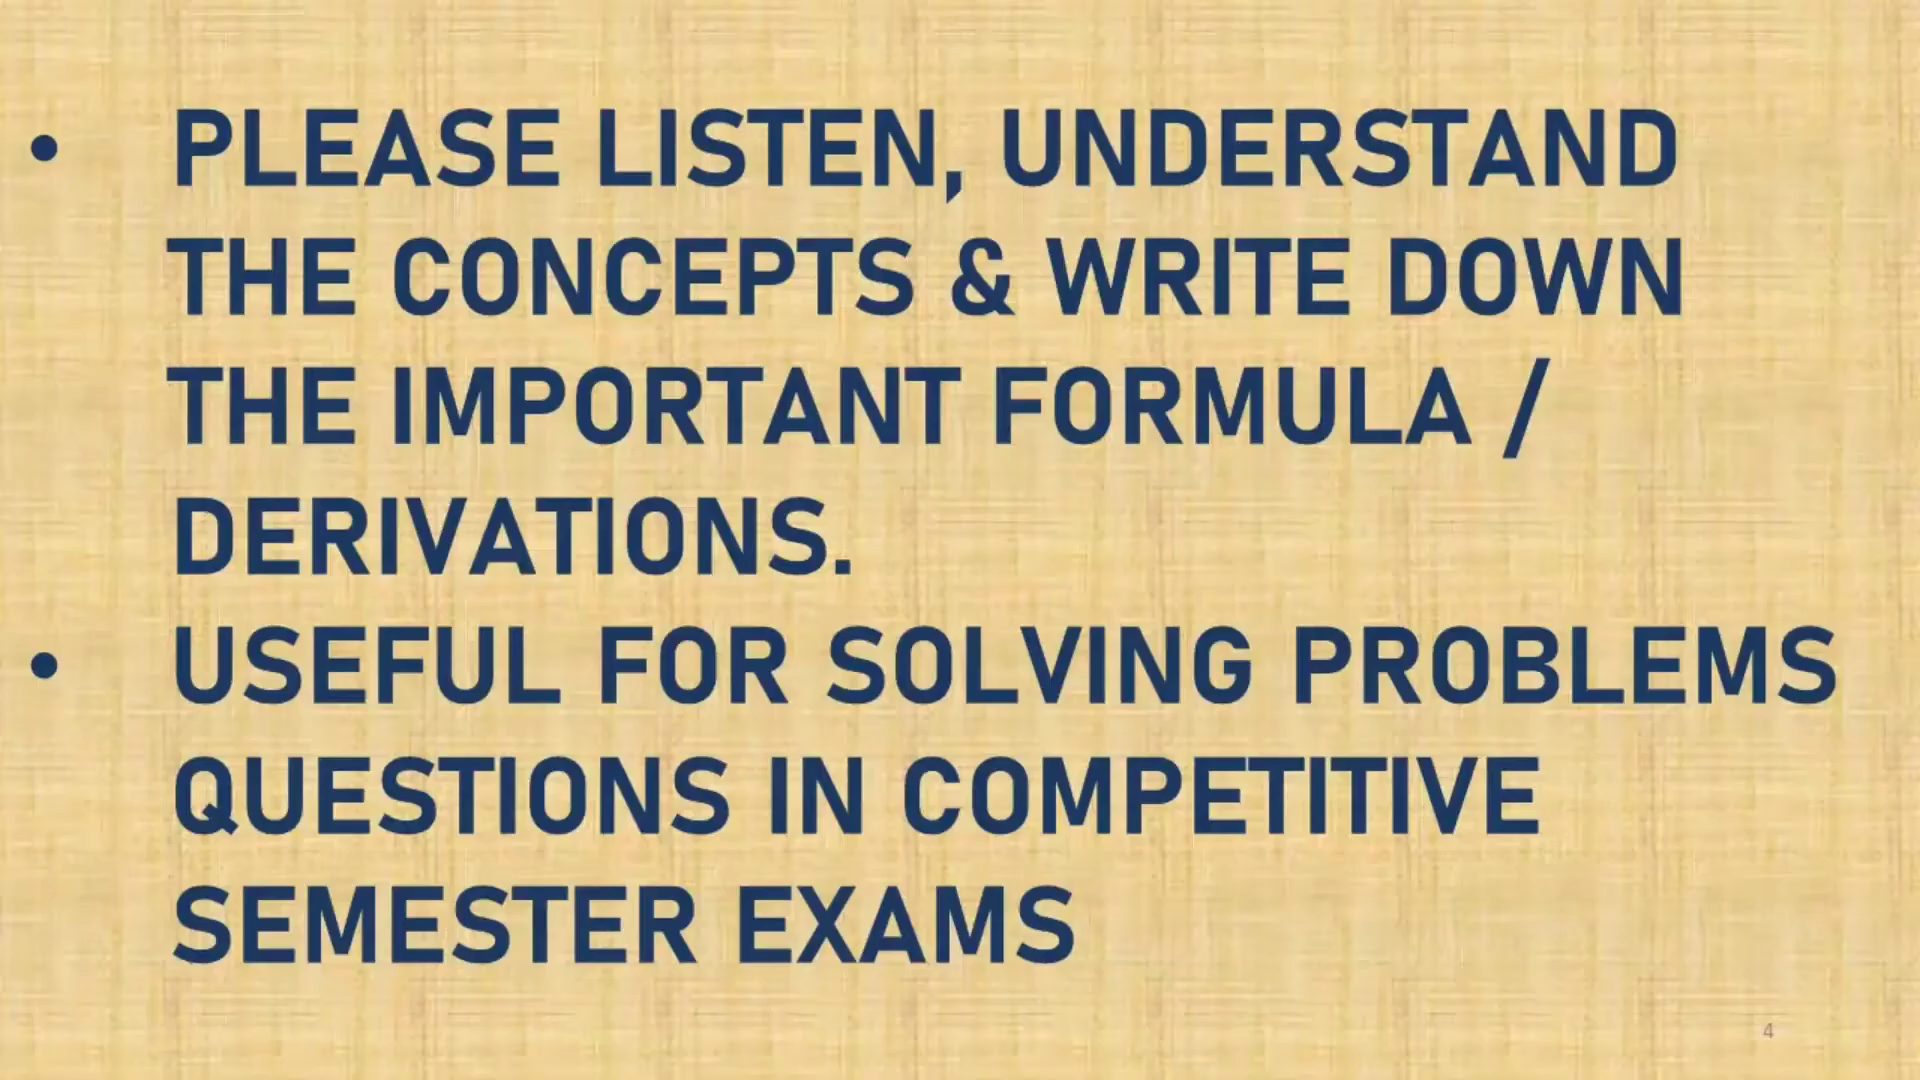 • PLEASE LISTEN, UNDERSTAND
THE CONCEPTS & WRITE DOWN
THE IMPORTANT FORMULA /
DERIVATIONS.
• USEFUL FOR SOLVING PROBLEMS
QUESTIONS IN COMPETITIVE
SEMESTER EXAMS
4